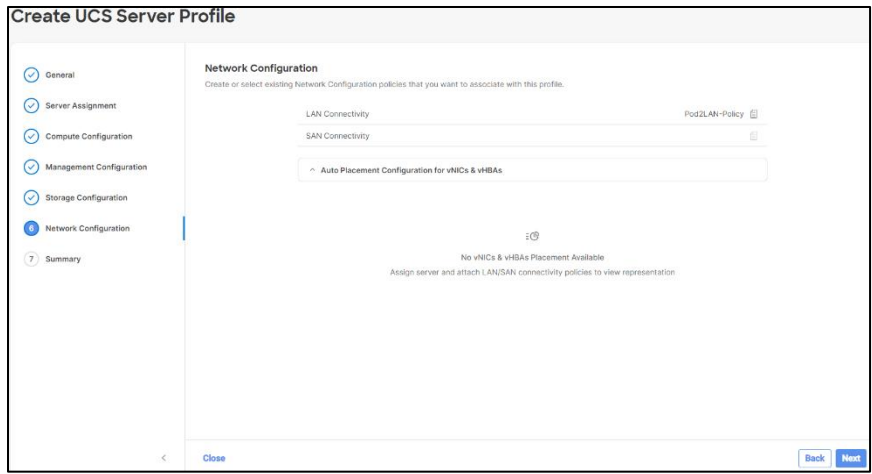 Create UCS Server Profile
General
Server Assignment
Compute Configuration
Management Configuration
Storage Configuration
6 Network Configuration
7 Summary
Network Configuration
Create or select existing Network Configuration policies that you want to associate with this profile.
LAN Connectivity Pod2LAN-Policy
SAN Connectivity
Auto Placement Configuration for vNICs & vHBAs
No vNICs & vHBAs Placement Available
Assign server and attach LAN/SAN connectivity policies to view representation
Close Back Next